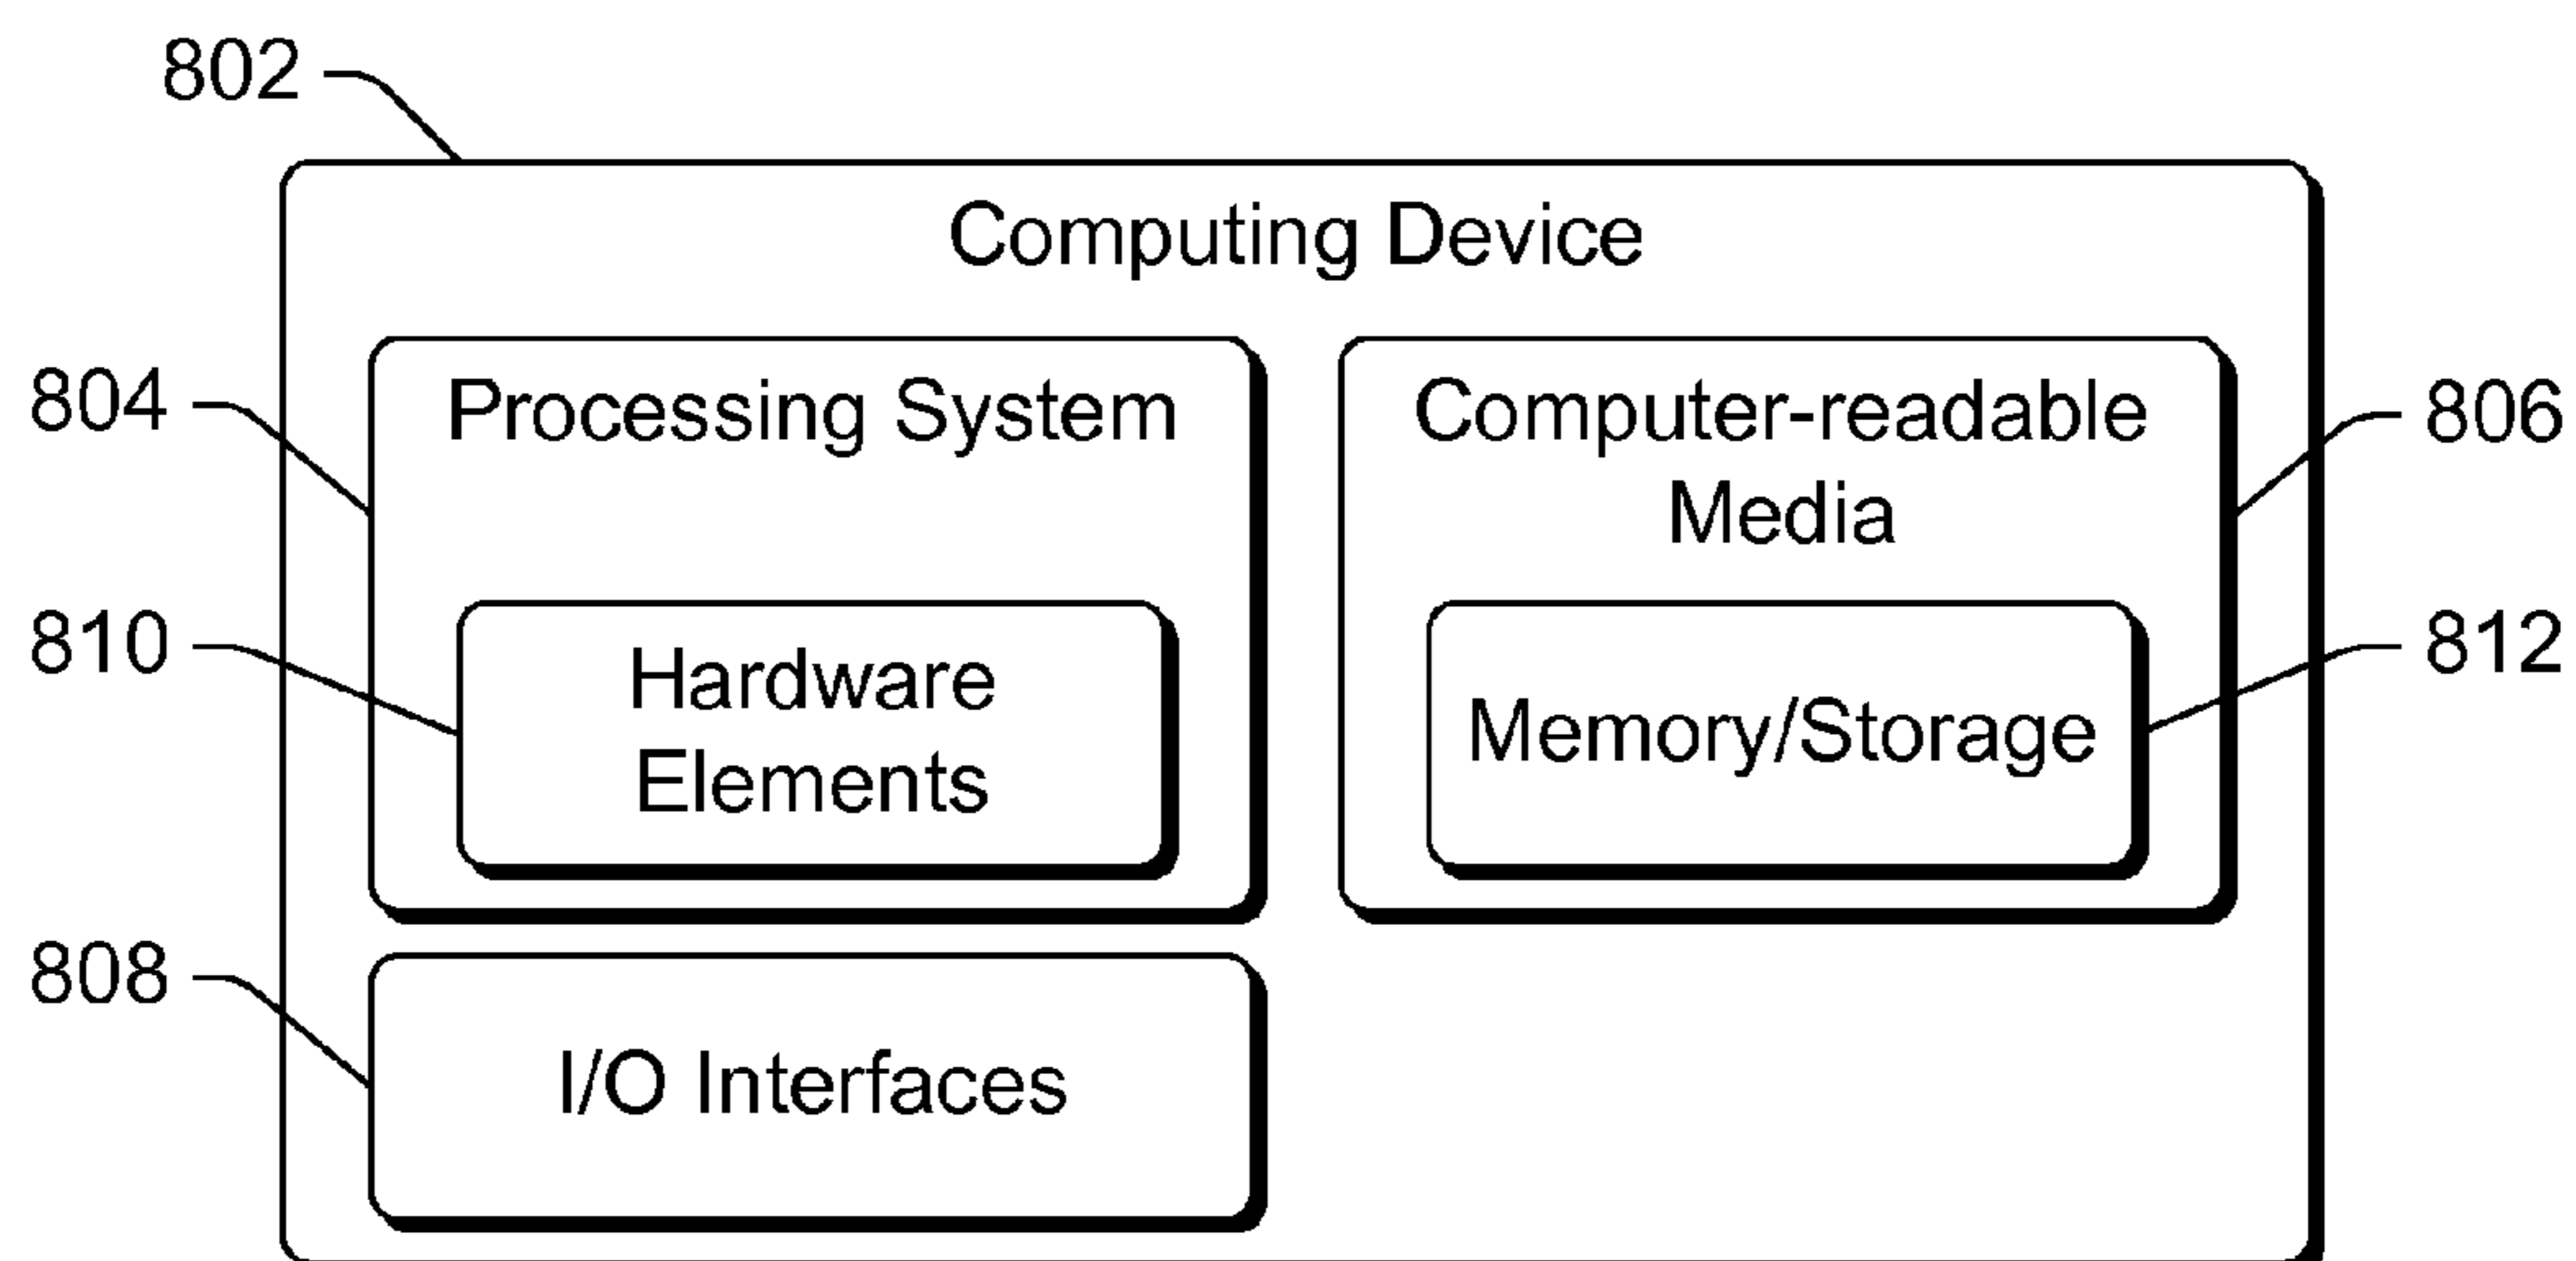 802
Computing Device
804
Processing System
Computer-readable
Media
806
810
Hardware
Elements
Memory/Storage
812
808
I/O Interfaces